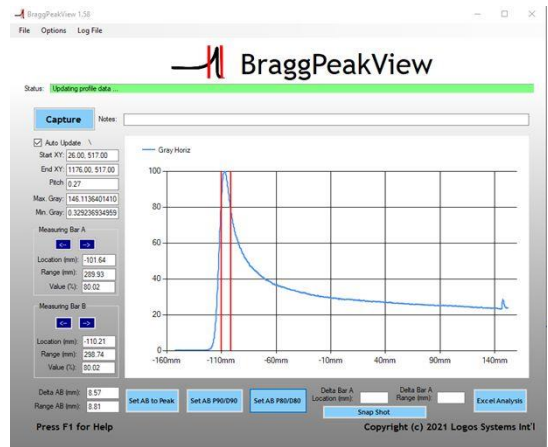 BraggPeakView 1.58
File Options Log File
BraggPeakView
Status: Updating profile data ...
Capture Notes:
Auto Update \
Start XY: 26.00, 517.00
End XY: 1176.00, 517.00
Pitch 0.27
Max. Gray: 146.1136401410
Min. Gray: 0.329236934959
Measuring Bar A
<- ->
Location (mm): -101.64
Range (mm): 289.93
Value (%): 80.02
Measuring Bar B
<- ->
Location (mm): -110.21
Range (mm): 298.74
Value (%): 80.02
Gray Horiz
100
80
60
40
20
0
-160mm -110mm -60mm -10mm 40mm 90mm 140mm
Delta AB (mm): 8.57
Range AB (mm): 8.81
Set AB to Peak
Set AB P90/D90
Set AB P80/D80
Delta Bar A
Location (mm):
Delta Bar A
Range (mm):
Snap Shot
Excel Analysis
Press F1 for Help
Copyright (c) 2021 Logos Systems Int'l